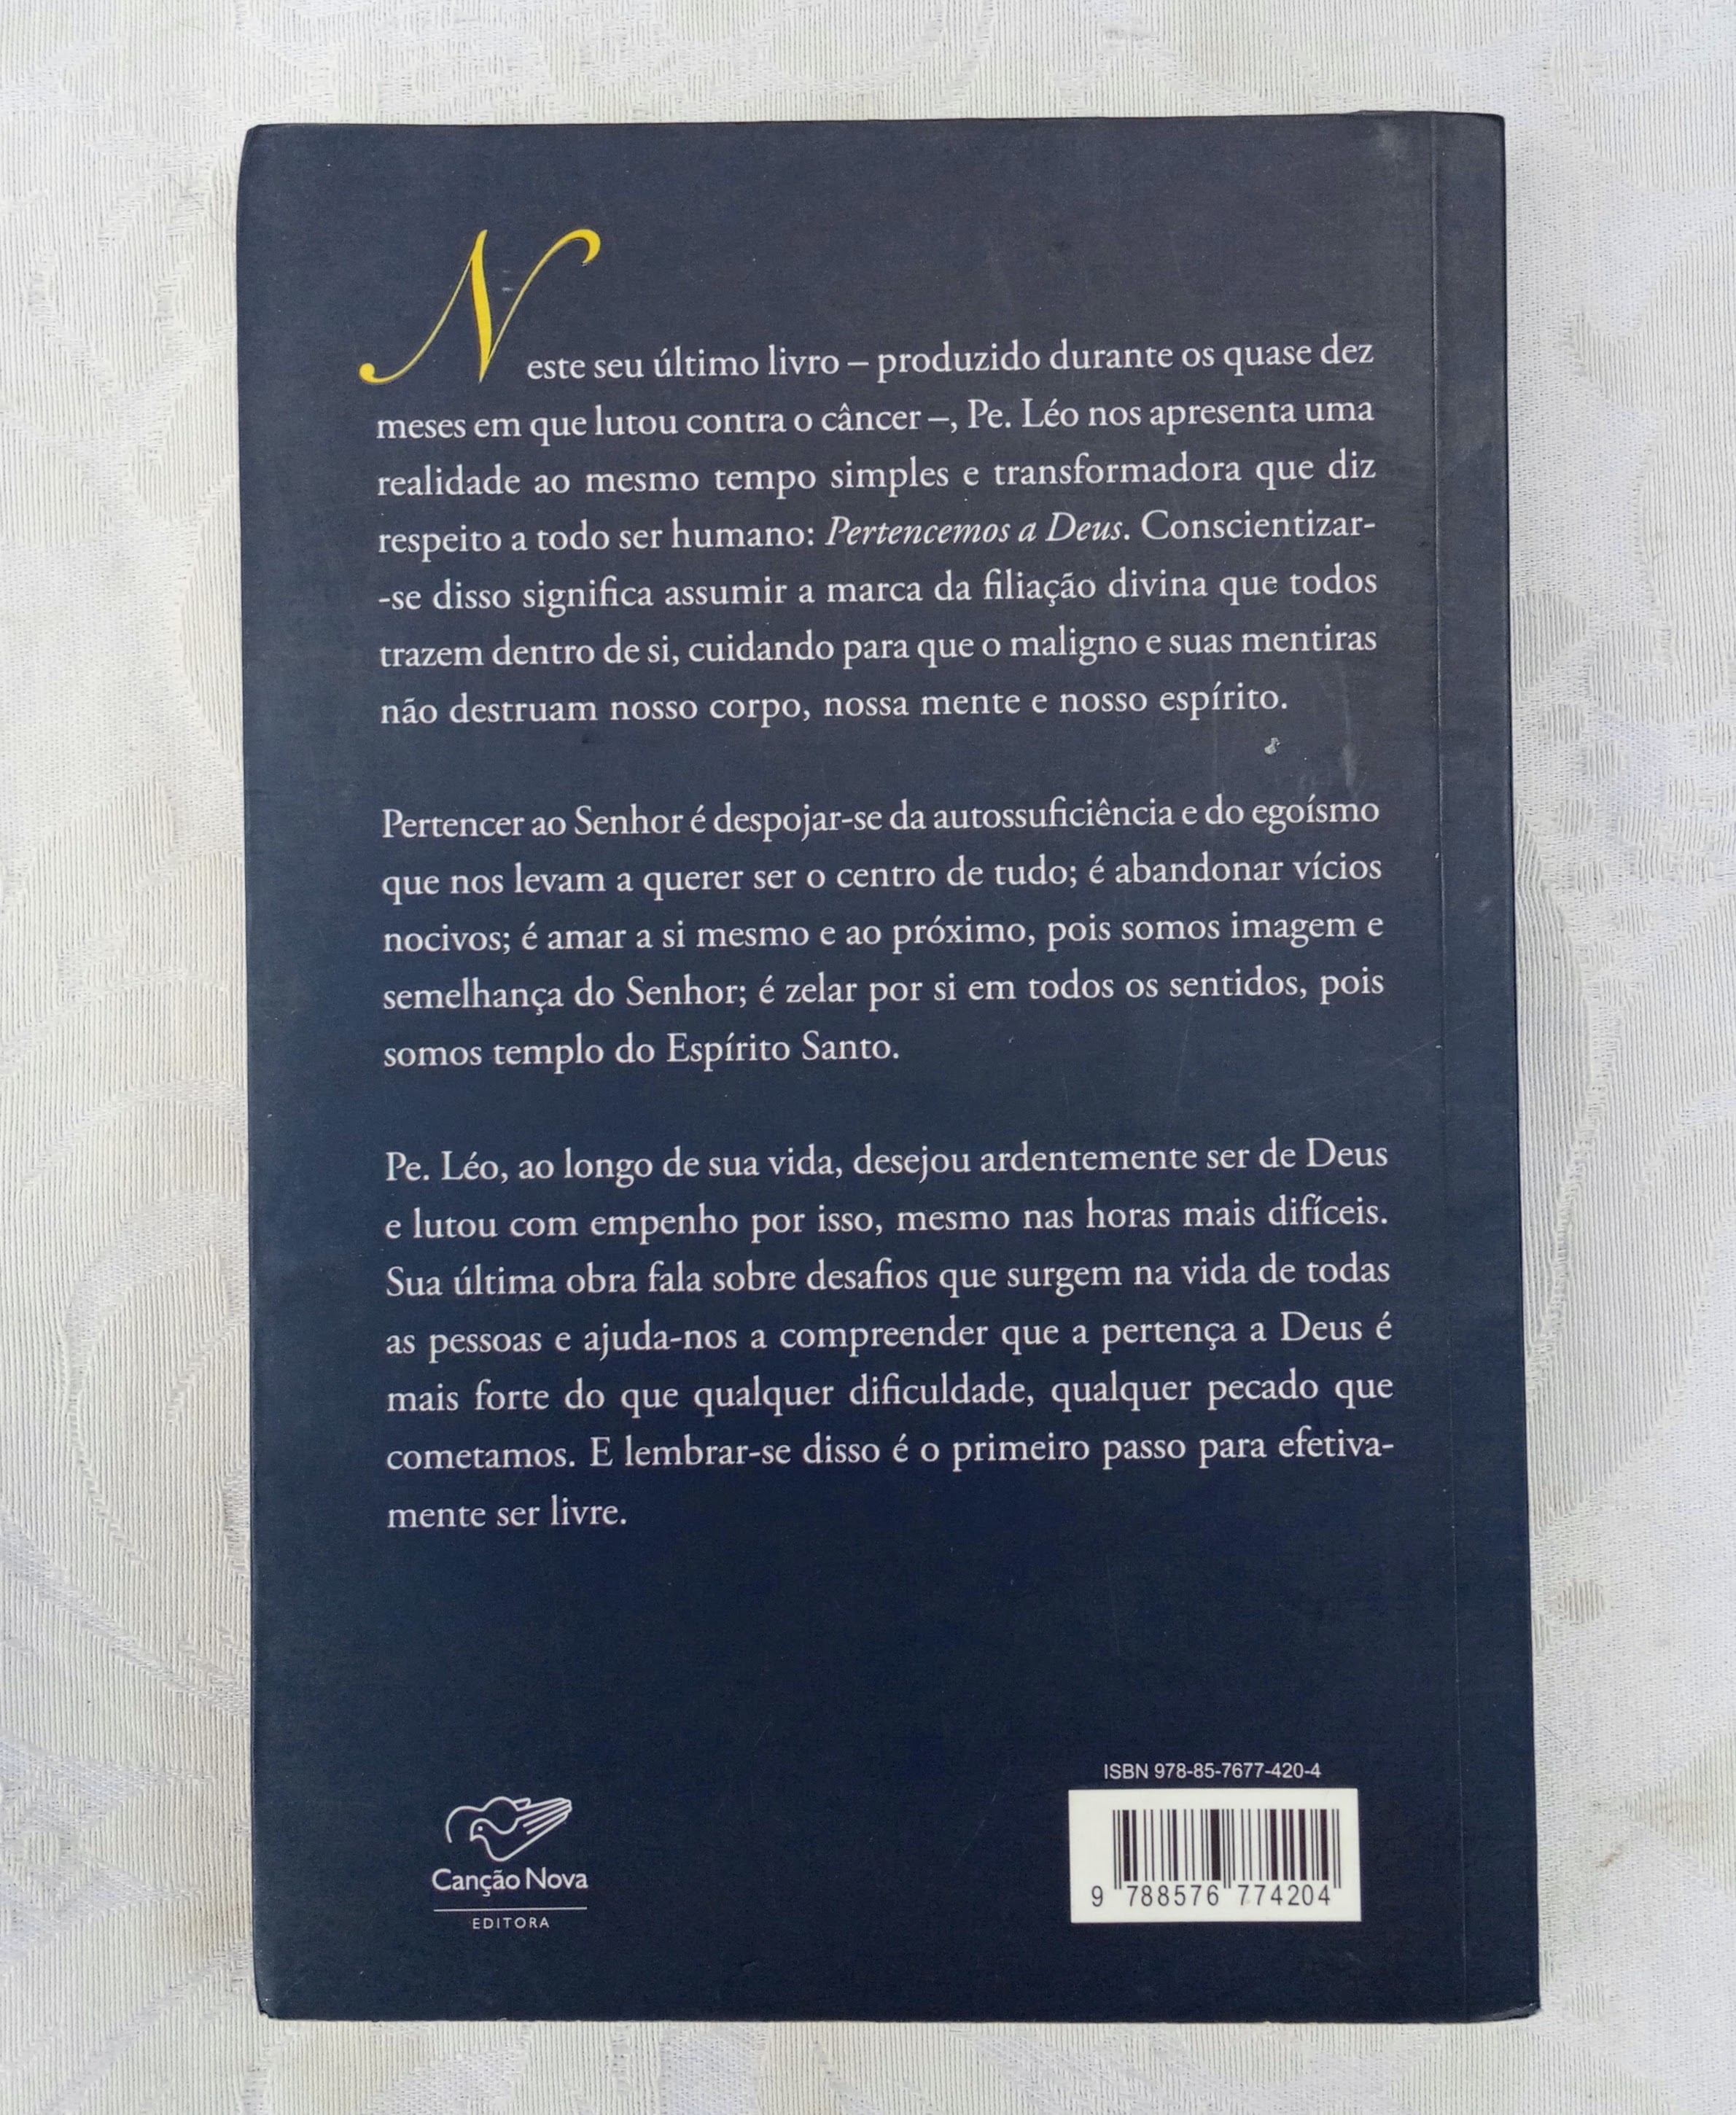 Neste seu último livro – produzido durante os quase dez
meses em que lutou contra o câncer –, Pe. Léo nos apresenta uma
realidade ao mesmo tempo simples e transformadora que diz
respeito a todo ser humano: Pertencemos a Deus. Conscientizar-
-se disso significa assumir a marca da filiação divina que todos
trazem dentro de si, cuidando para que o maligno e suas mentiras
não destruam nosso corpo, nossa mente e nosso espírito.
Pertencer ao Senhor é despojar-se da autossuficiência e do egoísmo
que nos levam a querer ser o centro de tudo; é abandonar vícios
nocivos; é amar a si mesmo e ao próximo, pois somos imagem e
semelhança do Senhor; é zelar por si em todos os sentidos, pois
somos templo do Espírito Santo.
Pe. Léo, ao longo de sua vida, desejou ardentemente ser de Deus
e lutou com empenho por isso, mesmo nas horas mais difíceis.
Sua última obra fala sobre desafios que surgem na vida de todas
as pessoas e ajuda-nos a compreender que a pertença a Deus é
mais forte do que qualquer dificuldade, qualquer pecado que
cometamos. E lembrar-se disso é o primeiro passo para efetiva-
mente ser livre.
Canção Nova
EDITORA
ISBN 978-85-7677-420-4
9 788576 774204